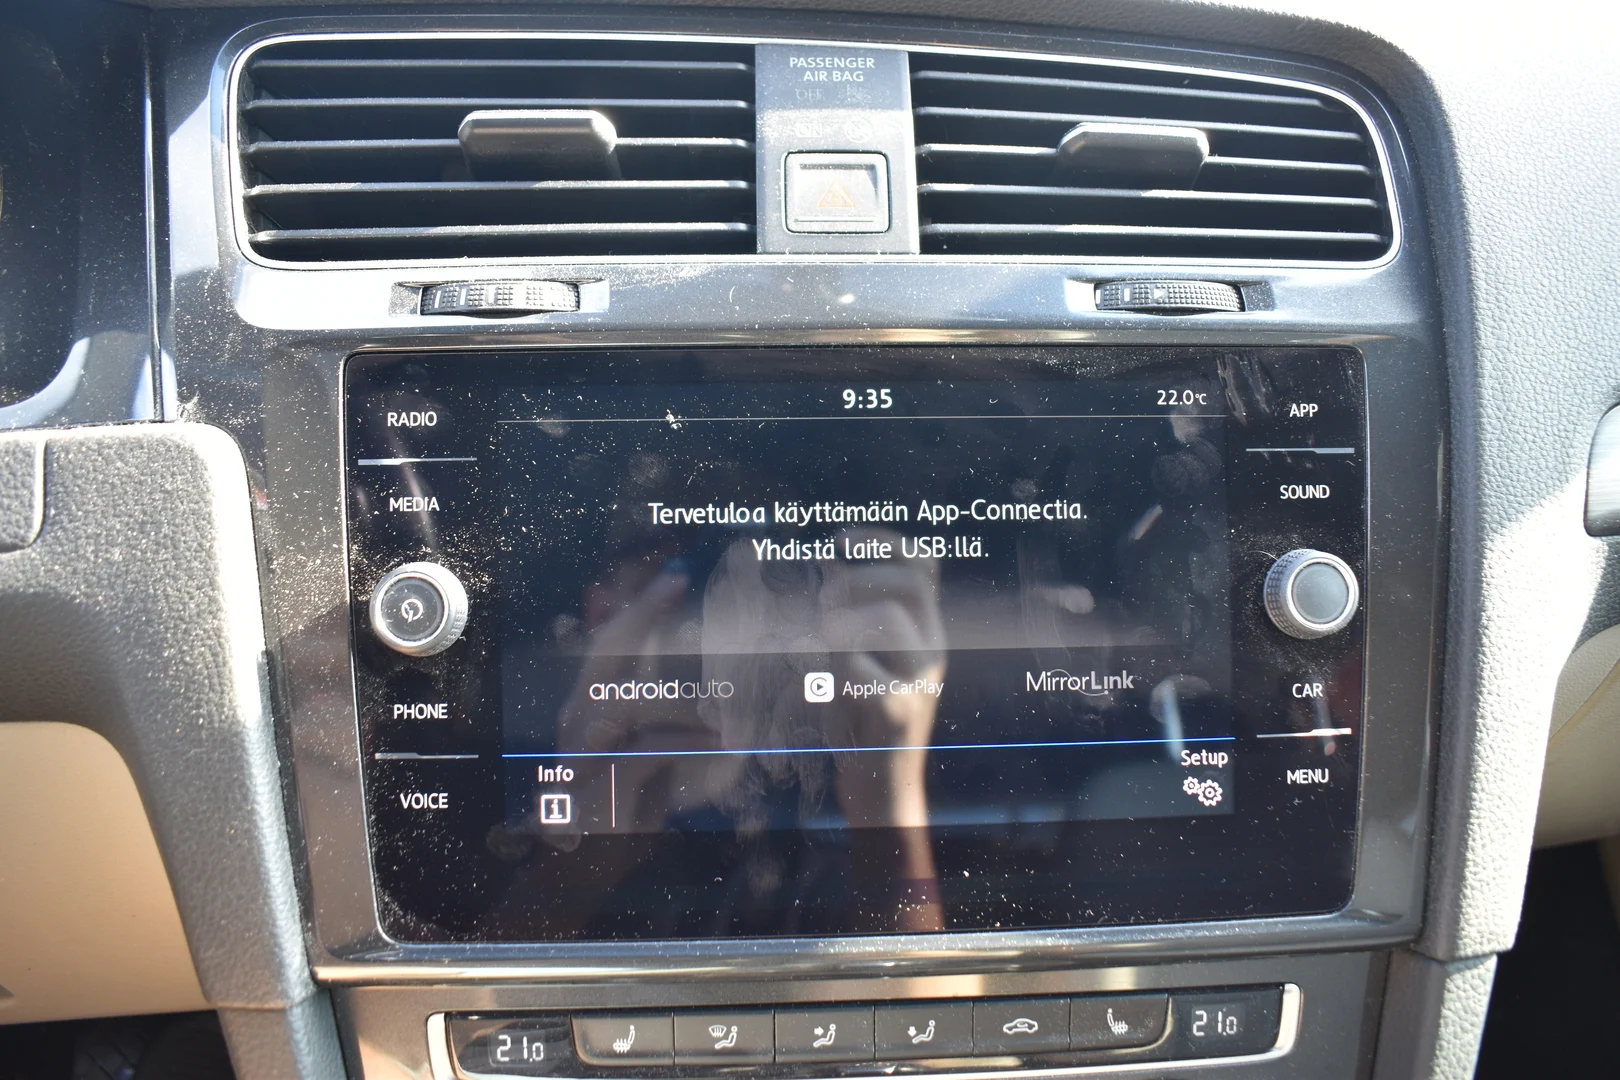 PASSENGER
AIR BAG
OFF
ON
9:35
22.0°C
RADIO
APP
MEDIA
SOUND
Tervetuloa käyttämään App-Connectia.
Yhdistä laite USB:llä.
androidauto
Apple CarPlay
MirrorLink
PHONE
CAR
Info
Setup
VOICE
MENU
21.0
21.0